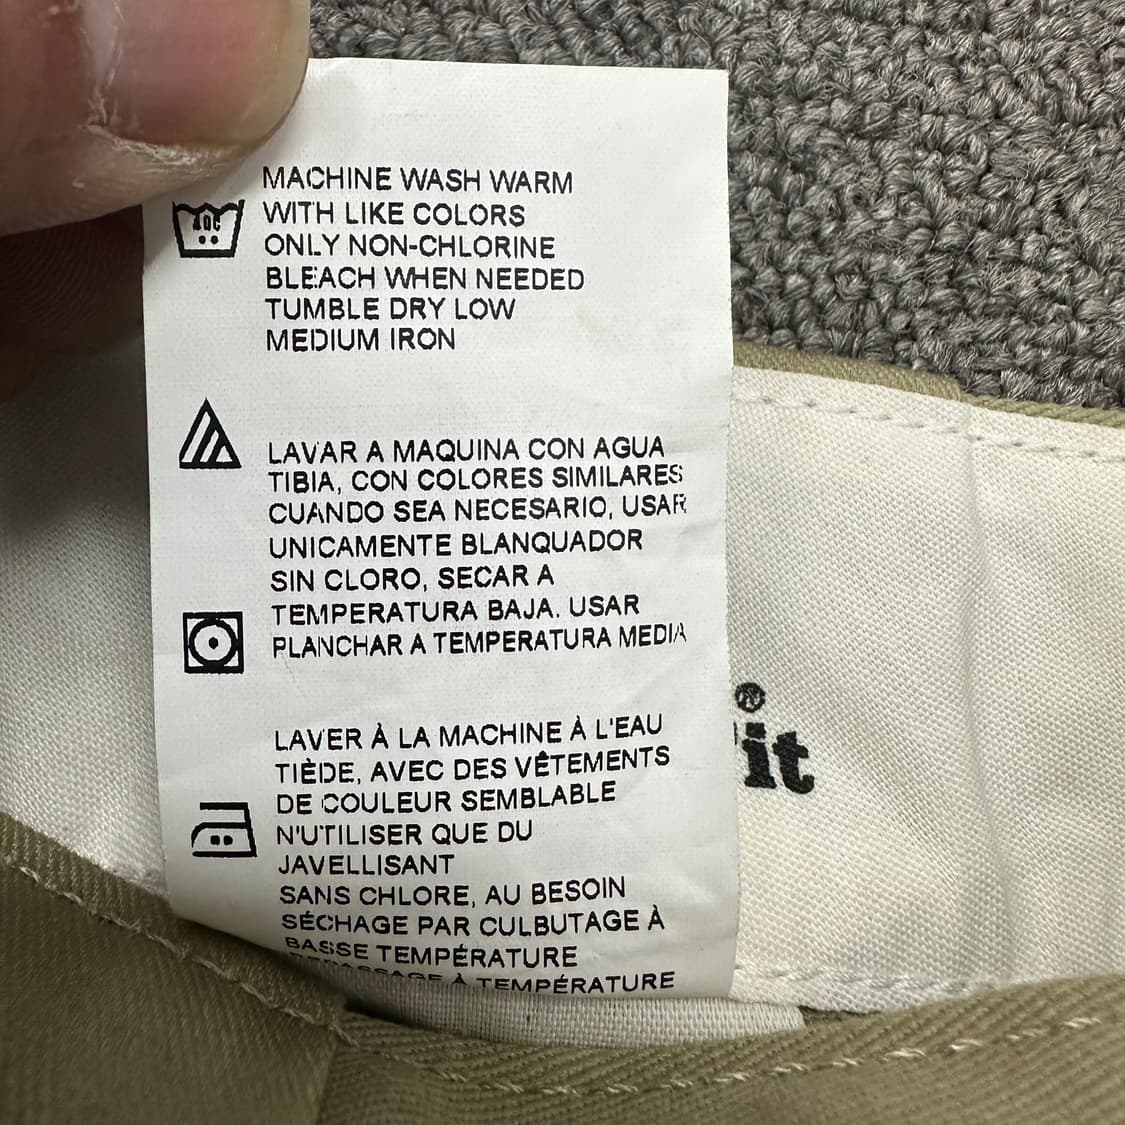 MACHINE WASH WARM
WITH LIKE COLORS
ONLY NON-CHLORINE
BLEACH WHEN NEEDED
TUMBLE DRY LOW
MEDIUM IRON
40C
LAVAR A MAQUINA CON AGUA
TIBIA, CON COLORES SIMILARES
CUANDO SEA NECESARIO, USAR
UNICAMENTE BLANQUADOR
SIN CLORO, SECAR A
TEMPERATURA BAJA. USAR
PLANCHAR A TEMPERATURA MEDIA
LAVER À LA MACHINE À L'EAU
TIÈDE, AVEC DES VÊTEMENTS
DE COULEUR SEMBLABLE
N'UTILISER QUE DU
JAVELLISANT
SANS CHLORE, AU BESOIN
SÉCHAGE PAR CULBUTAGE À
BASSE TEMPÉRATURE
REPASSAGE À TEMPÉRATURE
it®